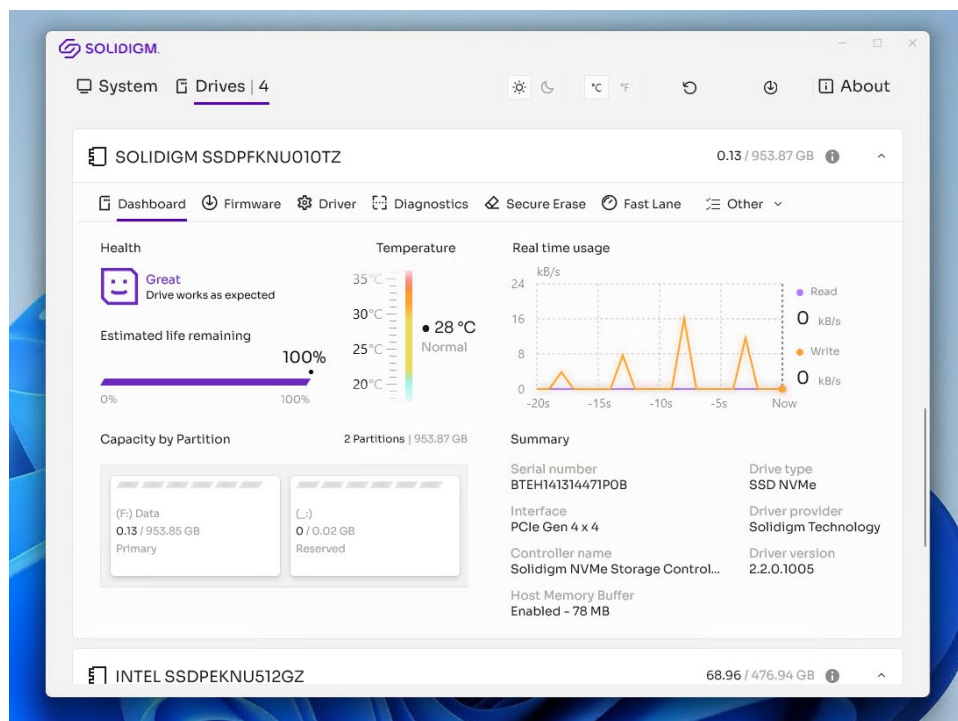 SOLIDIGM.
System Drives | 4 °C °F About
SOLIDIGM SSDPFKNU010TZ 0.13 / 953.87 GB
Dashboard Firmware Driver Diagnostics Secure Erase Fast Lane Other
Health
Great
Drive works as expected
Estimated life remaining
100%
0% 100%
Temperature
35°C
30°C
25°C
20°C
28 °C
Normal
Real time usage
kB/s
24
16
8
0
-20s -15s -10s -5s Now
Read
0 kB/s
Write
0 kB/s
Capacity by Partition 2 Partitions | 953.87 GB
(F:) Data
0.13 / 953.85 GB
Primary
(_:)
0 / 0.02 GB
Reserved
Summary
Serial number
BTEH141314471P0B
Drive type
SSD NVMe
Interface
PCIe Gen 4 x 4
Driver provider
Solidigm Technology
Controller name
Solidigm NVMe Storage Control...
Driver version
2.2.0.1005
Host Memory Buffer
Enabled - 78 MB
INTEL SSDPEKNU512GZ 68.96 / 476.94 GB